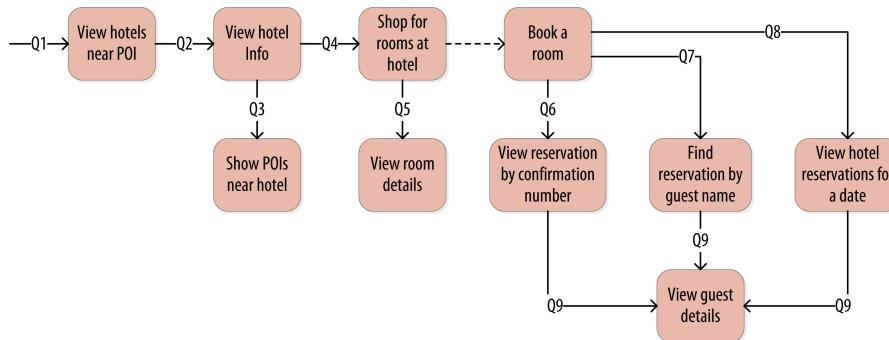 Q1
View hotels
near POI
Q2
View hotel
Info
Q4
Shop for
rooms at
hotel
Book a
room
Q8
Q7
Q3
Q5
Q6
Show POIs
near hotel
View room
details
View reservation
by confirmation
number
Find
reservation by
guest name
View hotel
reservations fo
a date
Q9
View guest
details
Q9
Q9